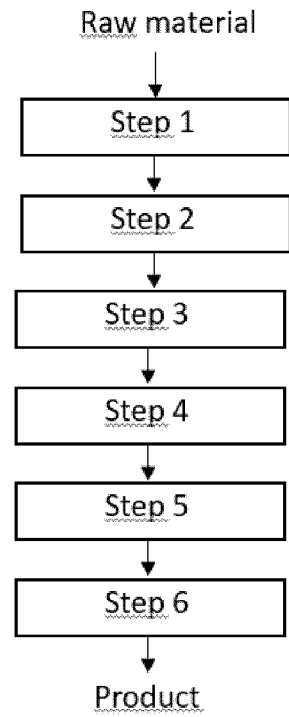 Raw material
Step 1
Step 2
Step 3
Step 4
Step 5
Step 6
Product